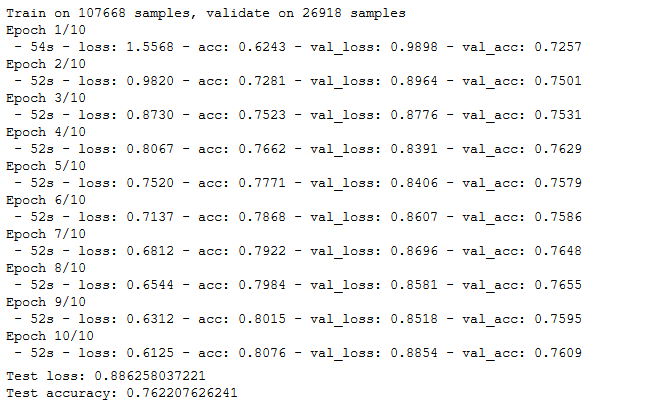 Train on 107668 samples, validate on 26918 samples
Epoch 1/10
 - 54s - loss: 1.5568 - acc: 0.6243 - val_loss: 0.9898 - val_acc: 0.7257
Epoch 2/10
 - 52s - loss: 0.9820 - acc: 0.7281 - val_loss: 0.8964 - val_acc: 0.7501
Epoch 3/10
 - 52s - loss: 0.8730 - acc: 0.7523 - val_loss: 0.8776 - val_acc: 0.7531
Epoch 4/10
 - 52s - loss: 0.8067 - acc: 0.7662 - val_loss: 0.8391 - val_acc: 0.7629
Epoch 5/10
 - 52s - loss: 0.7520 - acc: 0.7771 - val_loss: 0.8406 - val_acc: 0.7579
Epoch 6/10
 - 52s - loss: 0.7137 - acc: 0.7868 - val_loss: 0.8607 - val_acc: 0.7586
Epoch 7/10
 - 52s - loss: 0.6812 - acc: 0.7922 - val_loss: 0.8696 - val_acc: 0.7648
Epoch 8/10
 - 52s - loss: 0.6544 - acc: 0.7984 - val_loss: 0.8581 - val_acc: 0.7655
Epoch 9/10
 - 52s - loss: 0.6312 - acc: 0.8015 - val_loss: 0.8518 - val_acc: 0.7595
Epoch 10/10
 - 52s - loss: 0.6125 - acc: 0.8076 - val_loss: 0.8854 - val_acc: 0.7609
Test loss: 0.886258037221
Test accuracy: 0.762207626241